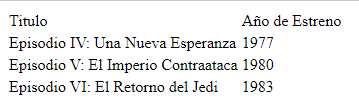 Titulo Año de Estreno
Episodio IV: Una Nueva Esperanza 1977
Episodio V: El Imperio Contraataca 1980
Episodio VI: El Retorno del Jedi 1983